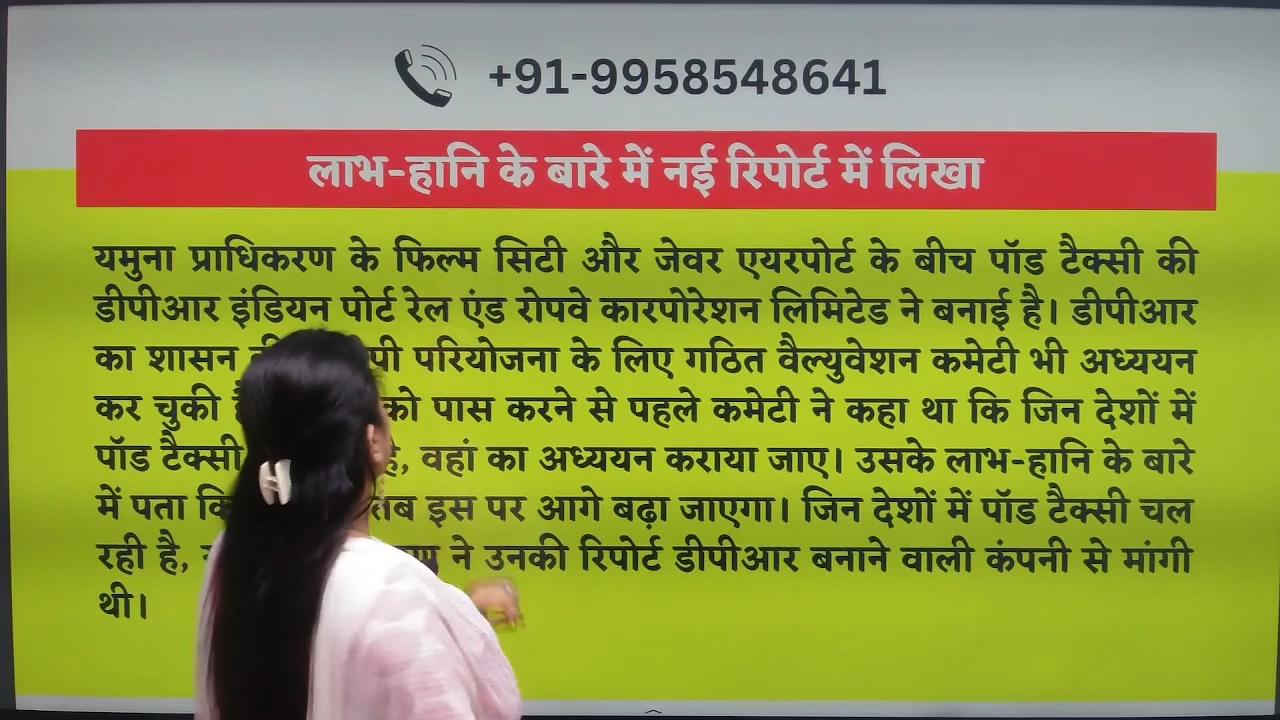 +91-9958548641
लाभ-हानि के बारे में नई रिपोर्ट में लिखा
यमुना प्राधिकरण के फिल्म सिटी और जेवर एयरपोर्ट के बीच पॉड टैक्सी की
डीपीआर इंडियन पोर्ट रेल एंड रोपवे कारपोरेशन लिमिटेड ने बनाई है। डीपीआर
का शासन परियोजना के लिए गठित वैल्युवेशन कमेटी भी अध्ययन
कर चुकी को पास करने से पहले कमेटी ने कहा था कि जिन देशों में
पॉड टैक्सी है, वहां का अध्ययन कराया जाए। उसके लाभ-हानि के बारे
में पता तब इस पर आगे बढ़ा जाएगा। जिन देशों में पॉड टैक्सी चल
रही है, ने उनकी रिपोर्ट डीपीआर बनाने वाली कंपनी से मांगी
थी।